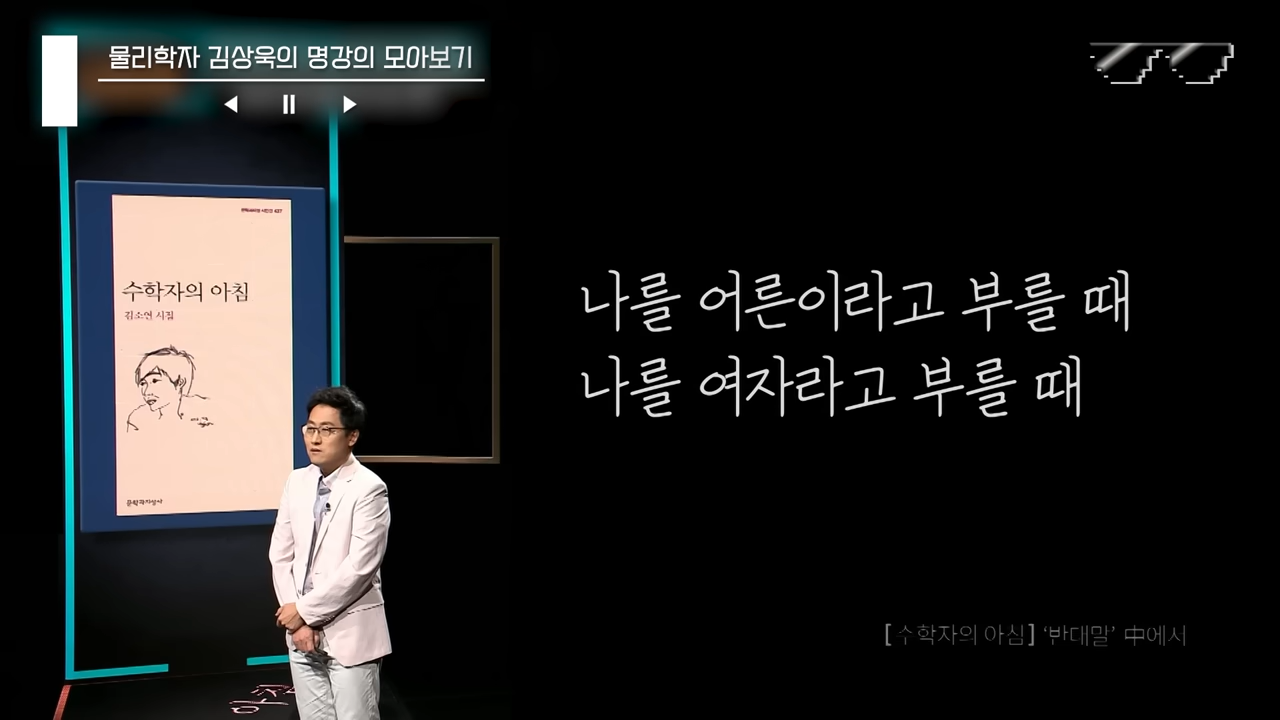 물리학자 김상욱의 명강의 모아보기
수학자의 아침
김소연 시집
문학과지성사
나를 어른이라고 부를 때
나를 여자라고 부를 때
[수학자의 아침] ‘반대말’ 中에서